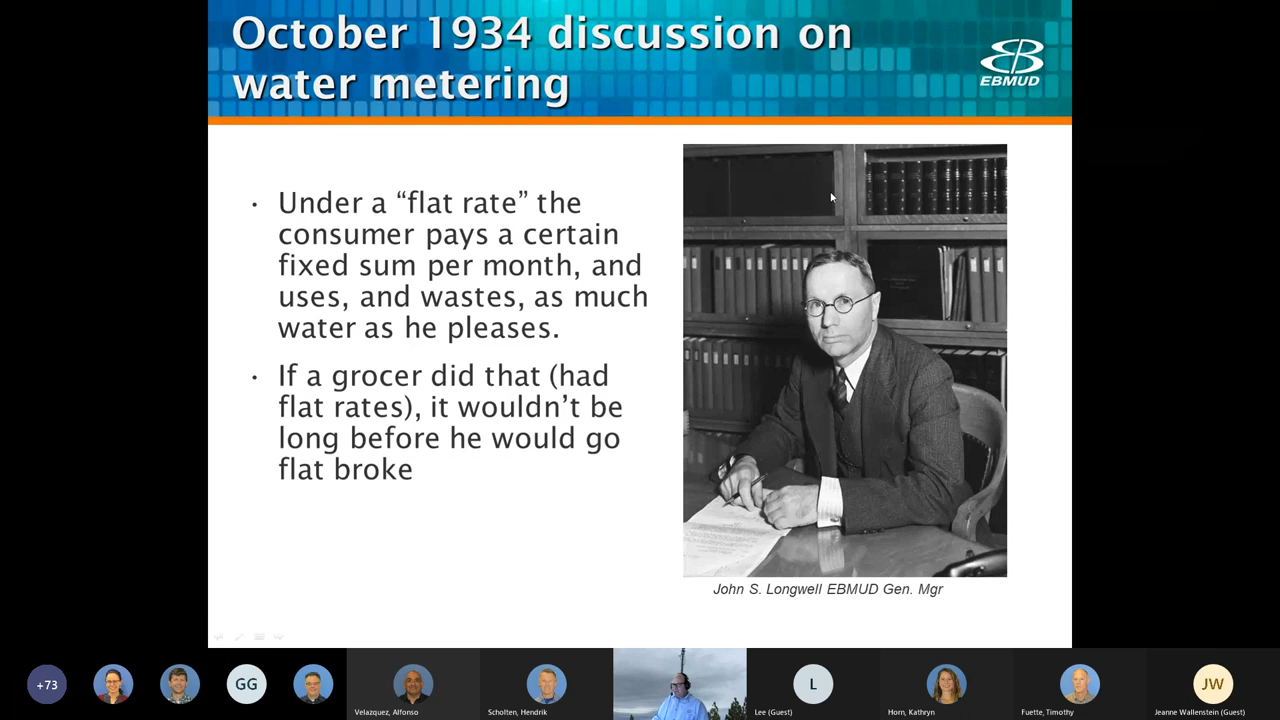 October 1934 discussion on
water metering
EBMUD
• Under a “flat rate” the
consumer pays a certain
fixed sum per month, and
uses, and wastes, as much
water as he pleases.
• If a grocer did that (had
flat rates), it wouldn’t be
long before he would go
flat broke
John S. Longwell EBMUD Gen. Mgr
+73
GG
Velazquez, Alfonso
Scholten, Hendrik
L
Lee (Guest)
Horn, Kathryn
Fuette, Timothy
JW
Jeanne Wallenstein (Guest)